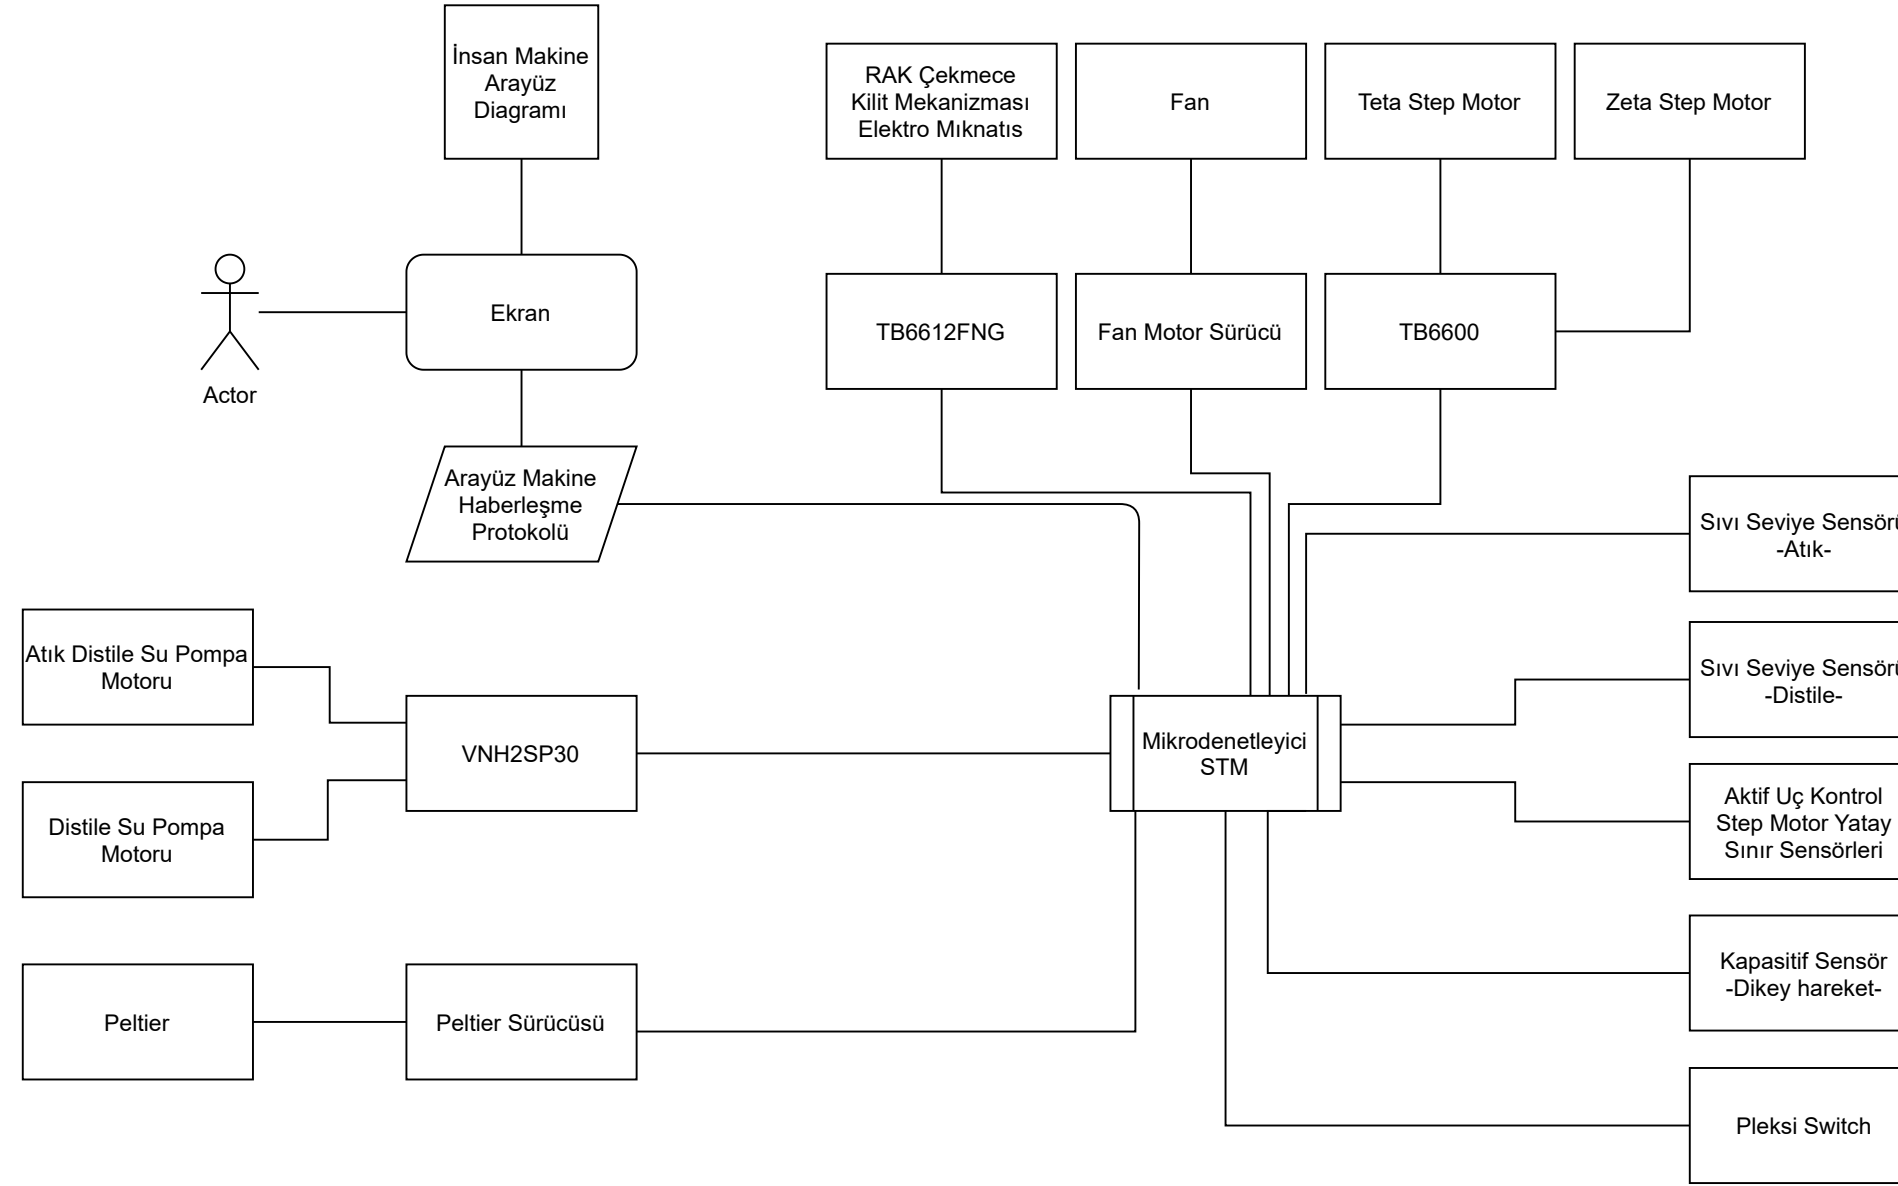 İnsan Makine
Arayüz
Diagramı
RAK Çekmece
Kilit Mekanizması
Elektro Mıknatıs
Fan
Teta Step Motor
Zeta Step Motor
Ekran
Actor
TB6612FNG
Fan Motor Sürücü
TB6600
Arayüz Makine
Haberleşme
Protokolü
Sıvı Seviye Sensörü
-Atık-
Atık Distile Su Pompa
Motoru
Sıvı Seviye Sensörü
-Distile-
VNH2SP30
Mikrodenetleyici
STM
Distile Su Pompa
Motoru
Aktif Uç Kontrol
Step Motor Yatay
Sınır Sensörleri
Kapasitif Sensör
-Dikey hareket-
Peltier
Peltier Sürücüsü
Pleksi Switch